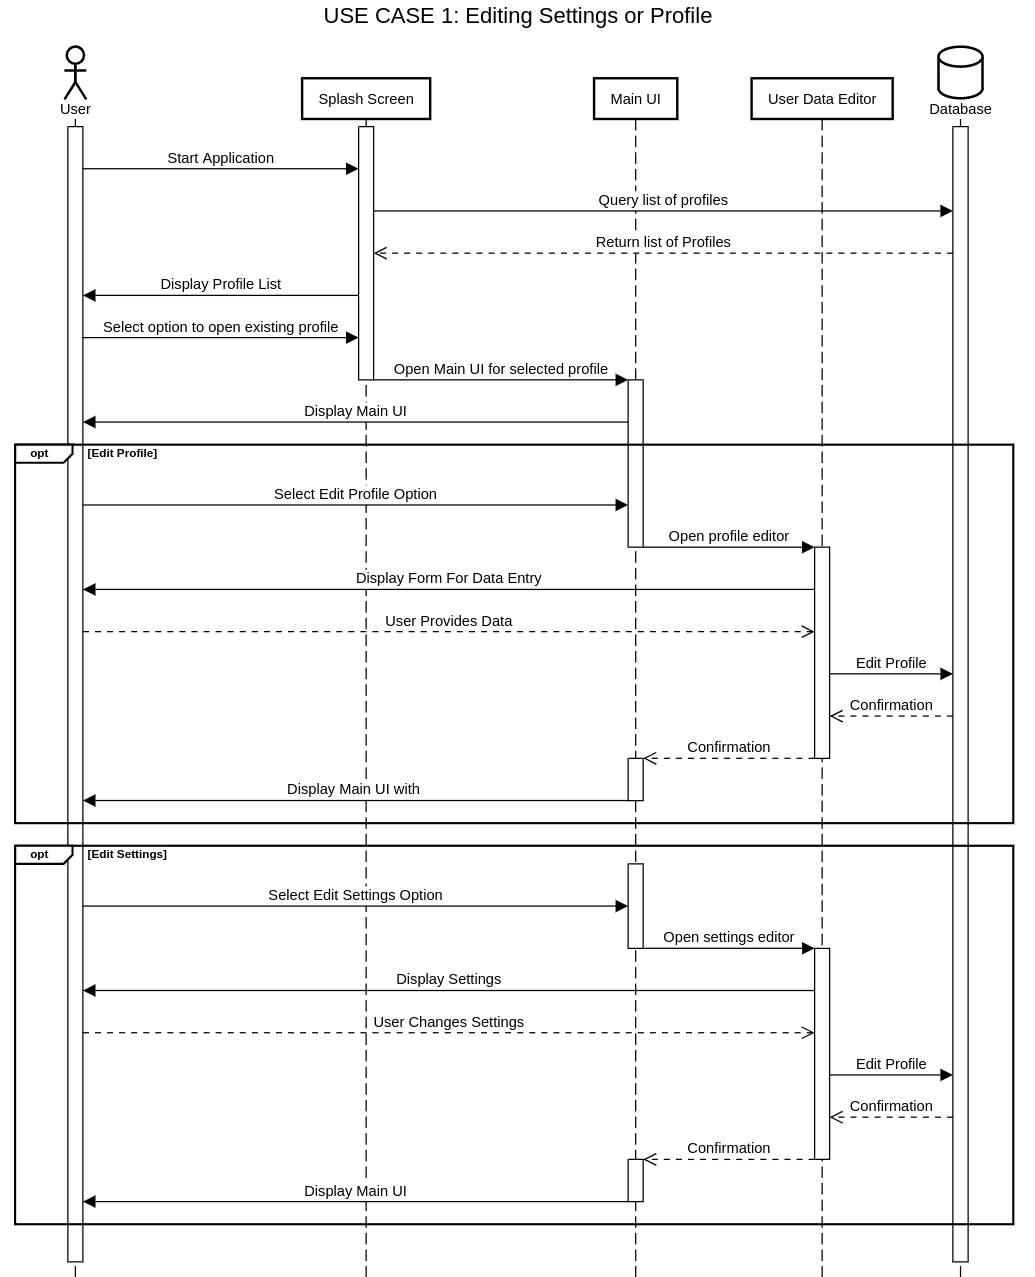 USE CASE 1: Editing Settings or Profile
User
Splash Screen
Main UI
User Data Editor
Database
Start Application
Query list of profiles
Return list of Profiles
Display Profile List
Select option to open existing profile
Open Main UI for selected profile
Display Main UI
opt
[Edit Profile]
Select Edit Profile Option
Open profile editor
Display Form For Data Entry
User Provides Data
Edit Profile
Confirmation
Confirmation
Display Main UI with
opt
[Edit Settings]
Select Edit Settings Option
Open settings editor
Display Settings
User Changes Settings
Edit Profile
Confirmation
Confirmation
Display Main UI